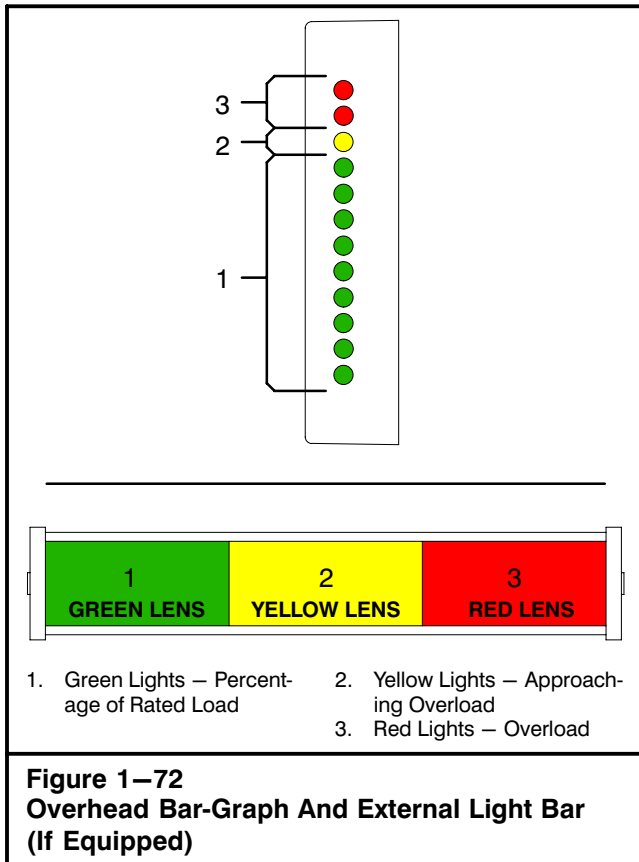 3
2
1
1 2 3
GREEN LENS YELLOW LENS RED LENS
1. Green Lights – Percent-
age of Rated Load
2. Yellow Lights – Approach-
ing Overload
3. Red Lights – Overload
Figure 1–72
Overhead Bar-Graph And External Light Bar
(If Equipped)